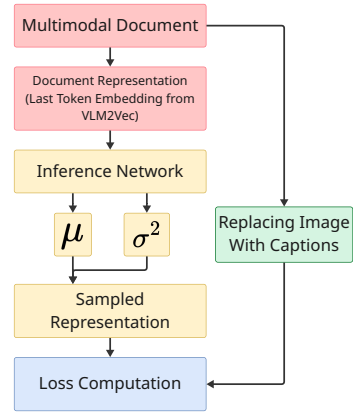 Multimodal Document
Document Representation
(Last Token Embedding from
VLM2Vec)
Inference Network
μ
σ²
Replacing Image
With Captions
Sampled
Representation
Loss Computation